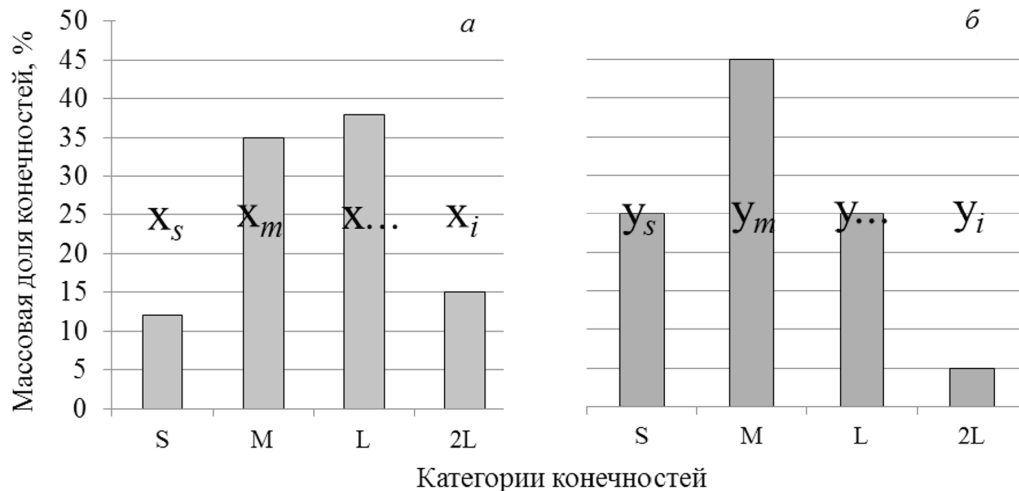 Массовая доля конечностей, %
50
45
40
35
30
25
20
15
10
5
0
а
xs
xm
x...
xi
S
M
L
2L
б
ys
ym
y...
yi
S
M
L
2L
Категории конечностей